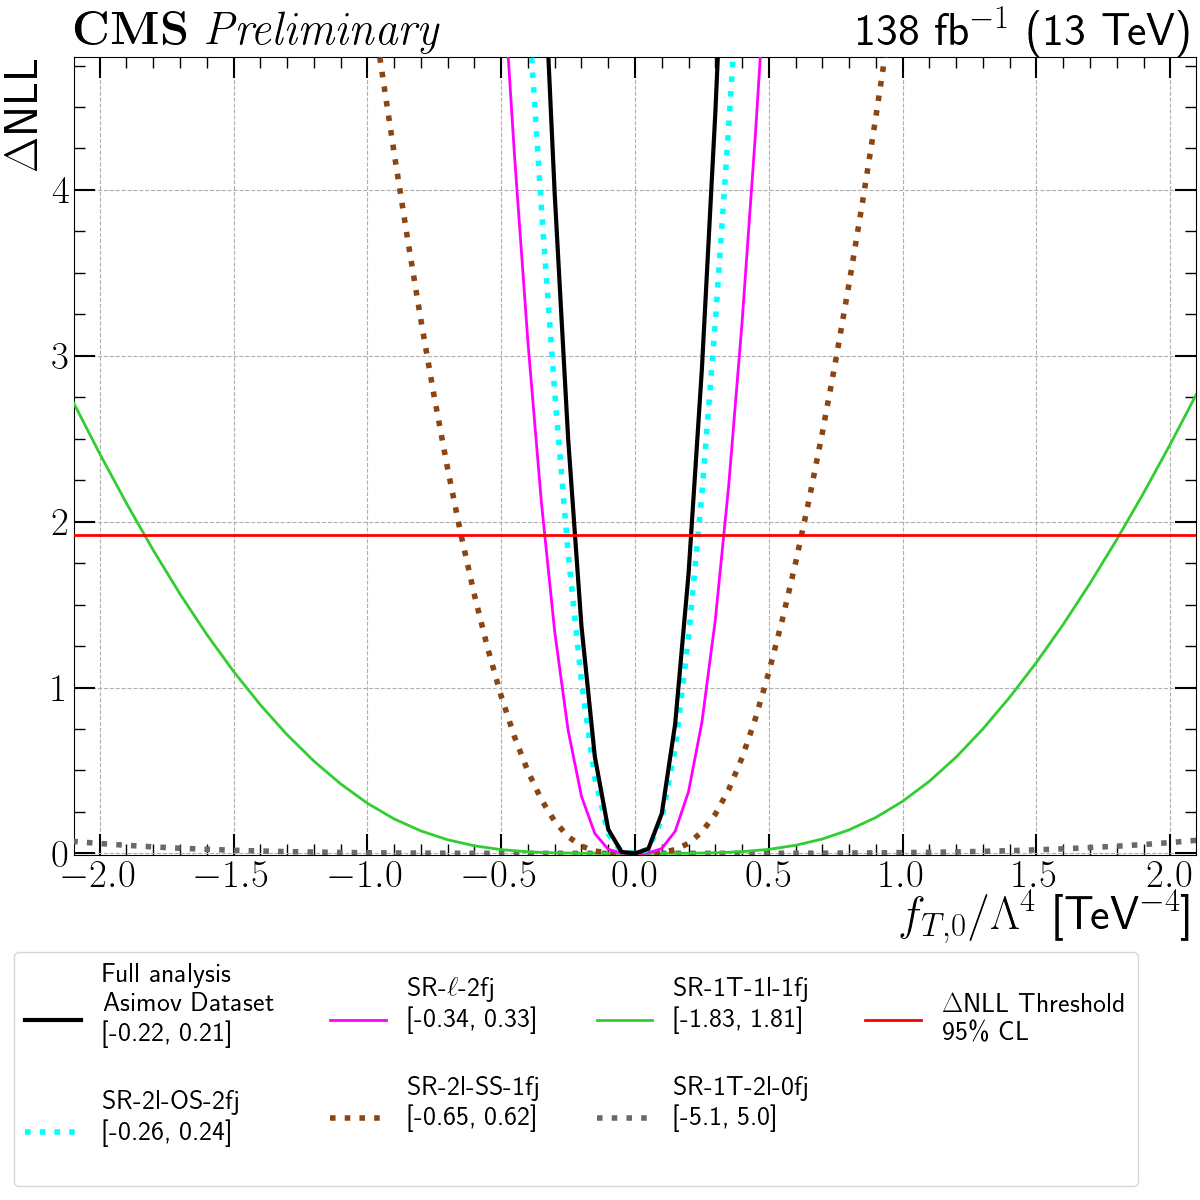 CMS Preliminary 138 fb⁻¹ (13 TeV)
ΔNLL
4
3
2
1
0
−2.0 −1.5 −1.0 −0.5 0.0 0.5 1.0 1.5 2.0
f_{T,0}/Λ⁴ [TeV⁻⁴]
Full analysis
Asimov Dataset
[-0.22, 0.21]
SR-2l-OS-2fj
[-0.26, 0.24]
SR-ℓ-2fj
[-0.34, 0.33]
SR-2l-SS-1fj
[-0.65, 0.62]
SR-1T-1l-1fj
[-1.83, 1.81]
SR-1T-2l-0fj
[-5.1, 5.0]
ΔNLL Threshold
95% CL